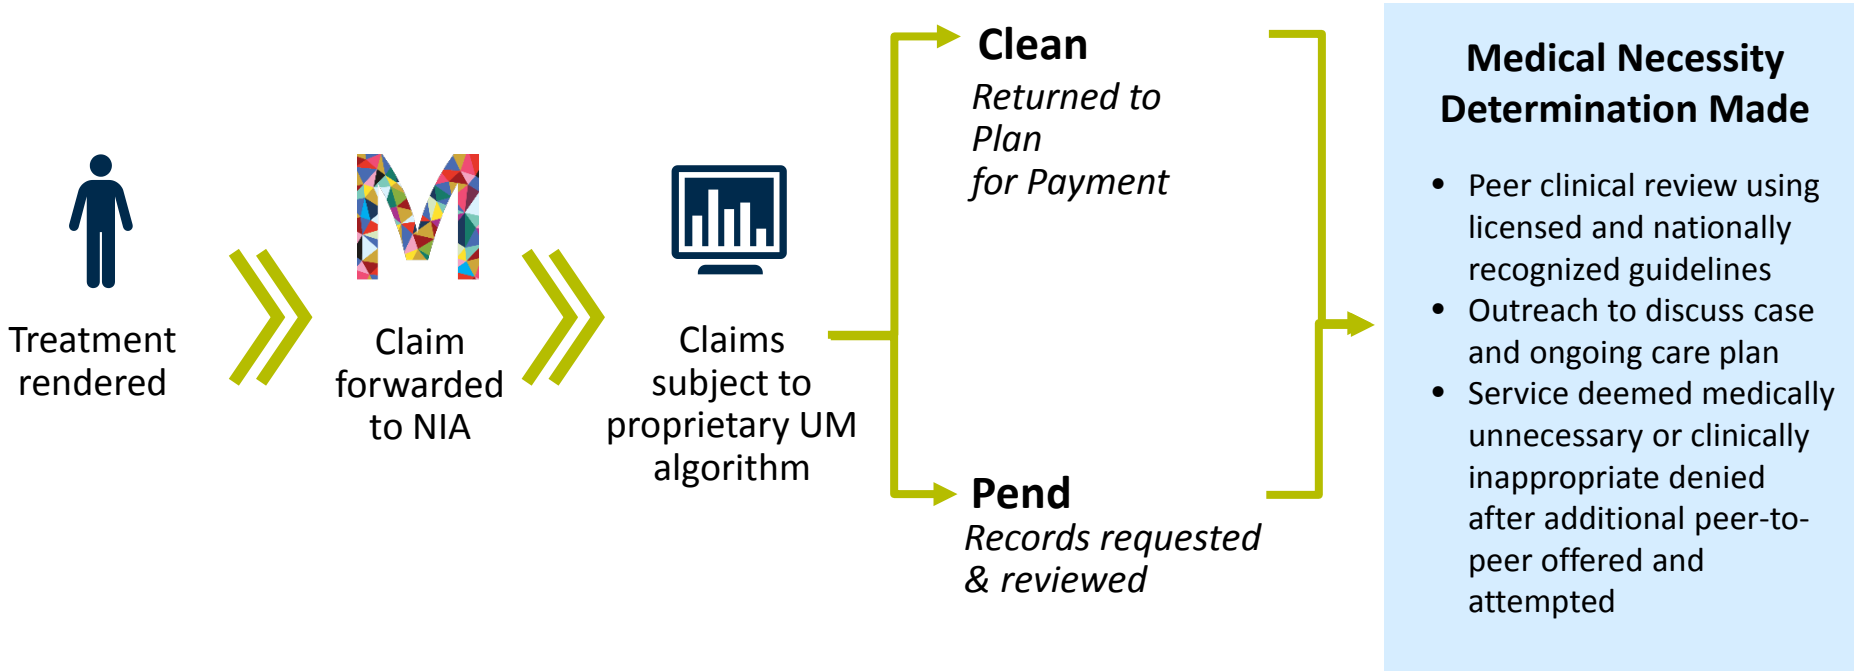 Treatment
rendered
M
Claim
forwarded
to NIA
Claims
subject to
proprietary UM
algorithm
Clean
Returned to
Plan
for Payment
Pend
Records requested
& reviewed
Medical Necessity
Determination Made
• Peer clinical review using
licensed and nationally
recognized guidelines
• Outreach to discuss case
and ongoing care plan
• Service deemed medically
unnecessary or clinically
inappropriate denied
after additional peer-to-
peer offered and
attempted